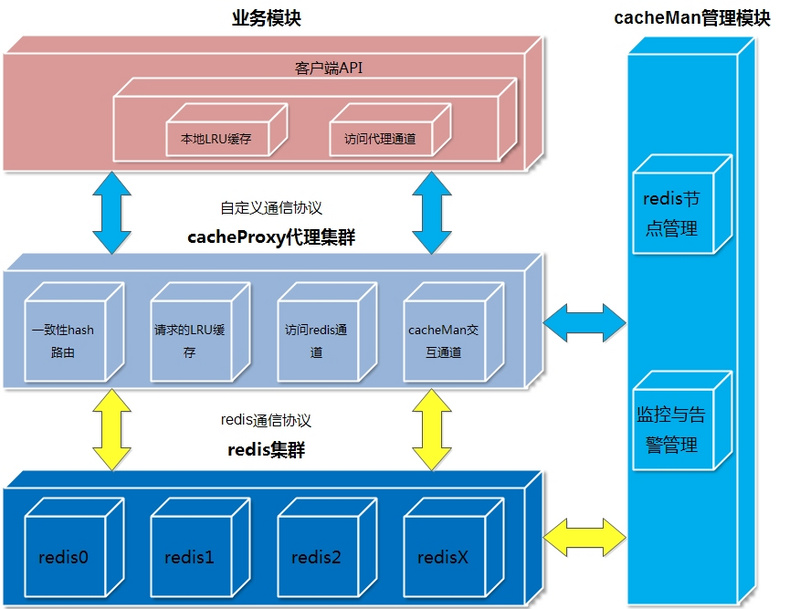 业务模块
cacheMan管理模块
客户端API
本地LRU缓存
访问代理通道
自定义通信协议
cacheProxy代理集群
redis节
点管理
一致性hash
路由
请求的LRU缓
存
访问redis通
道
cacheMan交
互通道
监控与告
警管理
redis通信协议
redis集群
redis0
redis1
redis2
redisX